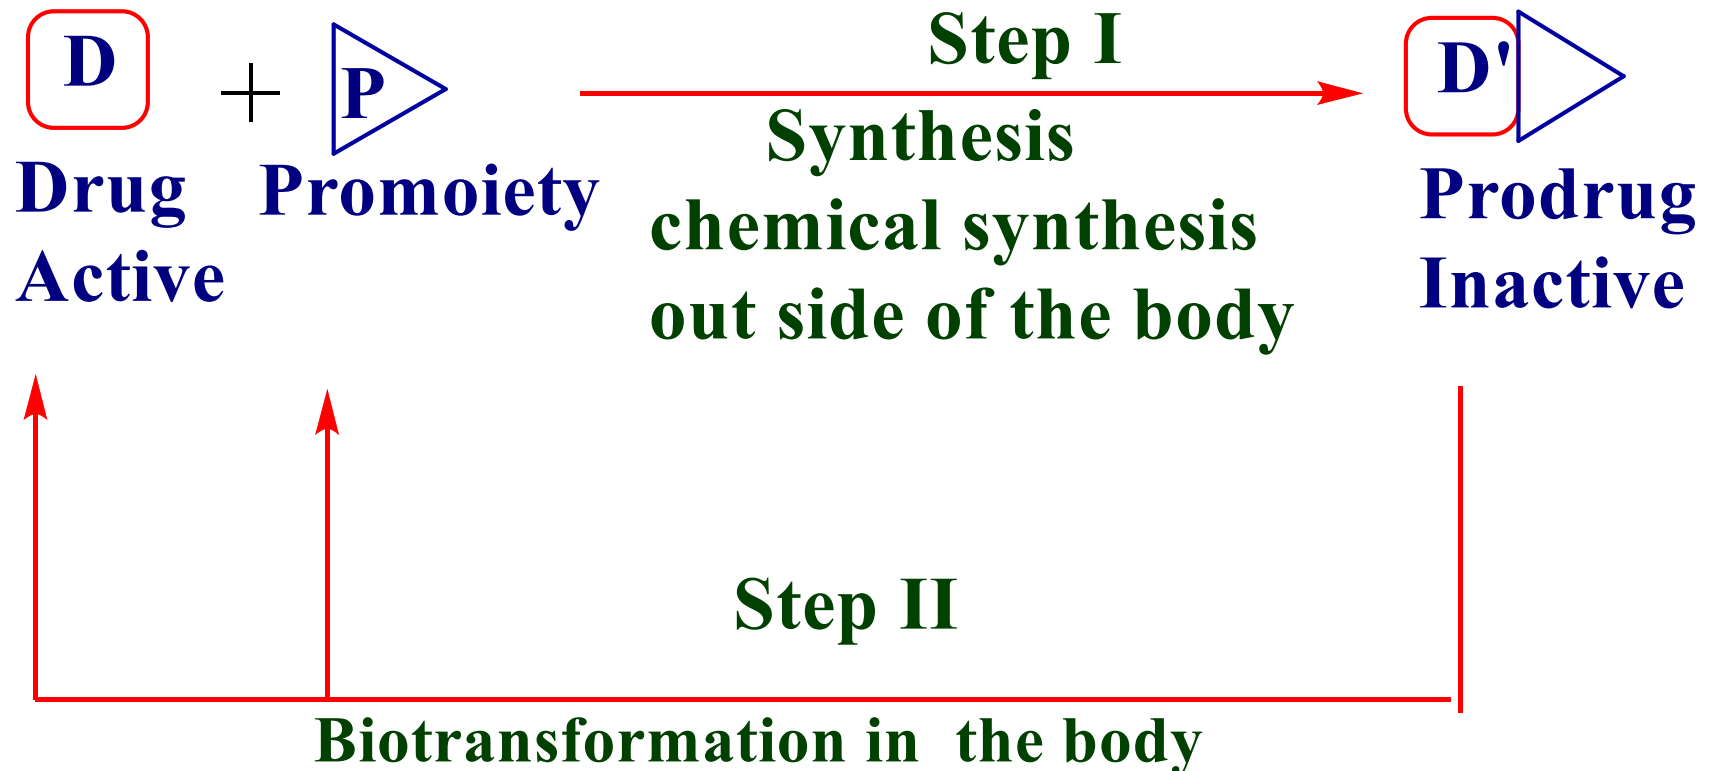 D
P
Step I
D'
Synthesis
Drug
Promoiety
Prodrug
chemical synthesis
Active
Inactive
out side of the body
Step II
Biotransformation in the body